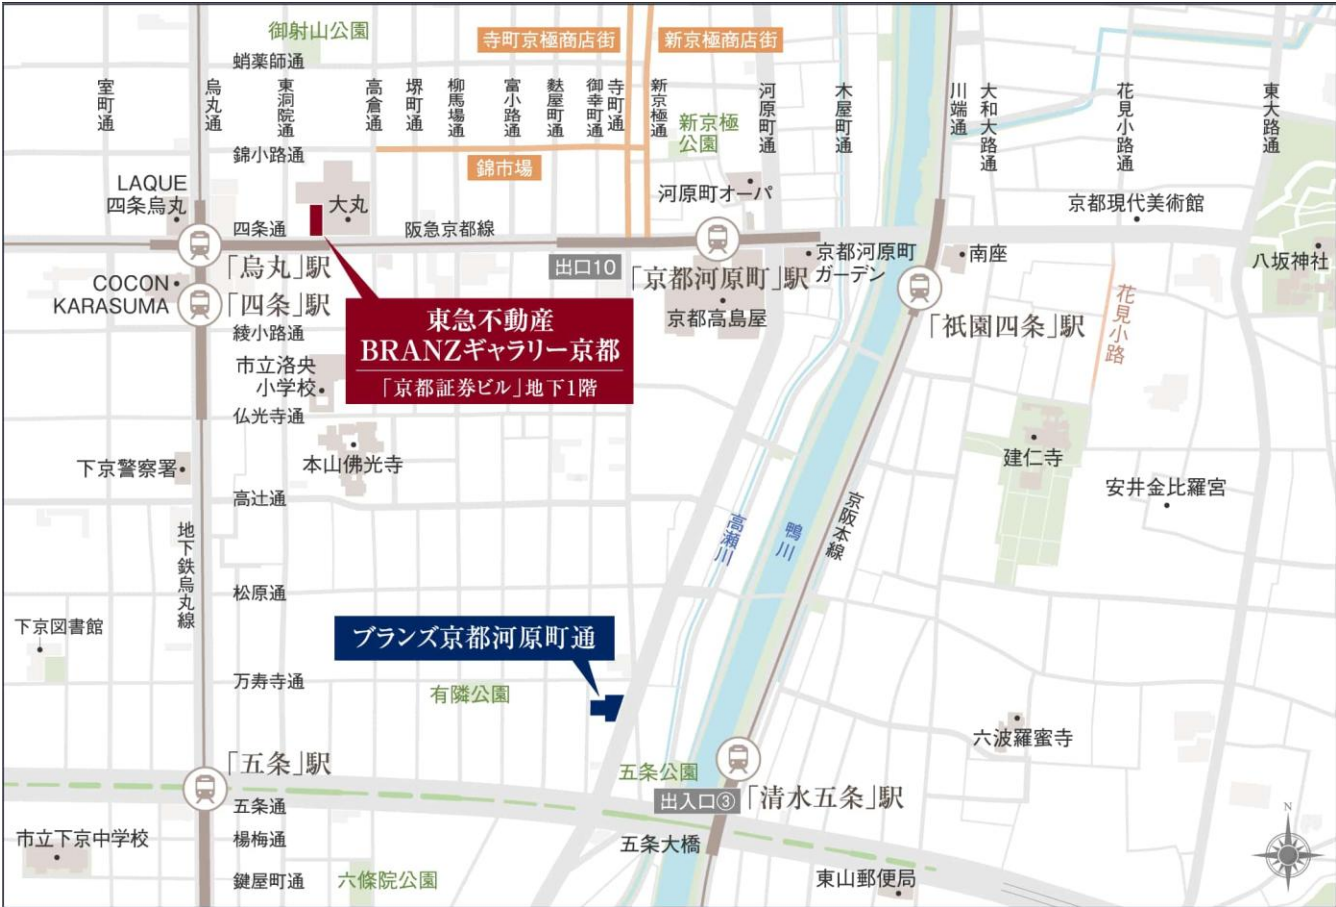 御射山公園
寺町京極商店街
新京極商店街
蛸薬師通
室町通
烏丸通
東洞院通
高倉通
堺町通
柳馬場通
富小路通
麩屋町通
御幸町通
寺町通
新京極通
河原町通
木屋町通
川端通
大和大路通
花見小路通
東大路通
新京極
公園
錦小路通
錦市場
LAQUE
四条烏丸
大丸
河原町オーパ
京都現代美術館
四条通
阪急京都線
「烏丸」駅
出口10
「京都河原町」駅
京都河原町
ガーデン
南座
八坂神社
COCON
KARASUMA
「四条」駅
京都高島屋
「祇園四条」駅
花見小路
綾小路通
東急不動産
BRANZギャラリー京都
「京都証券ビル」地下1階
市立洛央
小学校
仏光寺通
下京警察署
本山佛光寺
建仁寺
安井金比羅宮
高辻通
地下鉄烏丸線
高瀬川
鴨川
京阪本線
松原通
下京図書館
ブランズ京都河原町通
万寿寺通
有隣公園
六波羅蜜寺
「五条」駅
五条公園
五条通
出入口③
「清水五条」駅
市立下京中学校
楊梅通
五条大橋
鍵屋町通
六條院公園
東山郵便局
N